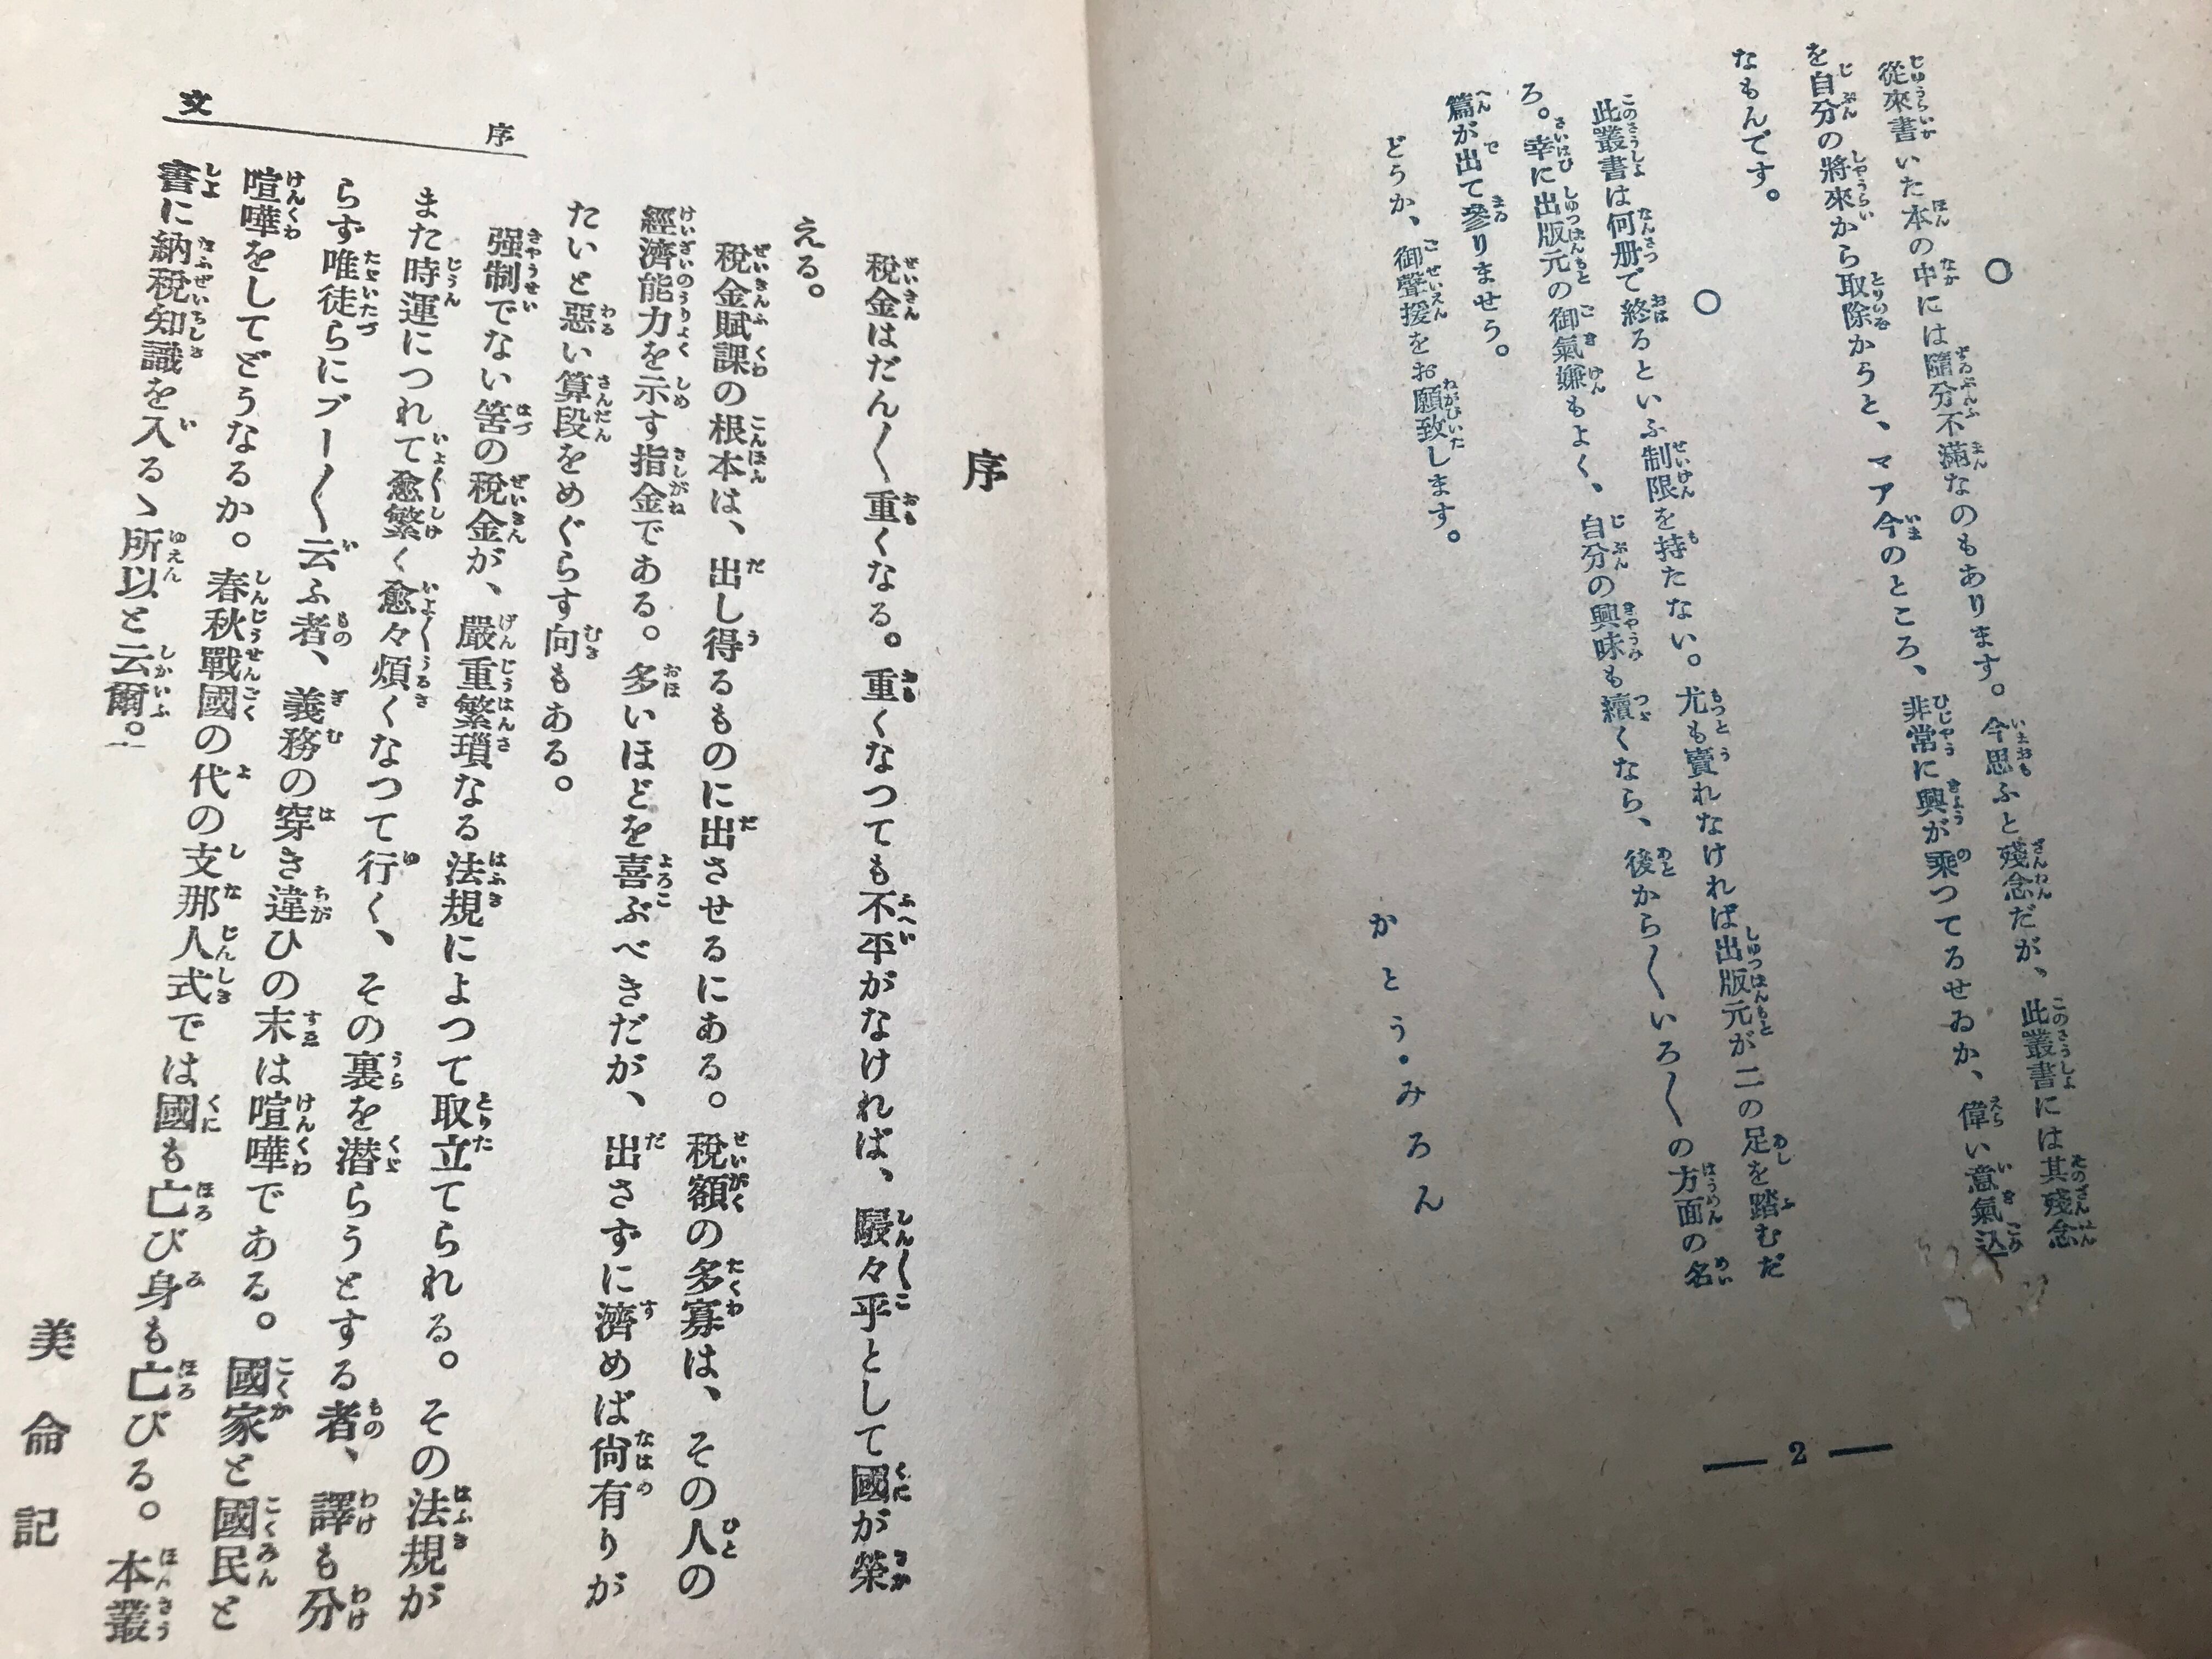 ○
從來書いた本の中には隨分不滿なのもあります。今思ふと殘念だが、此叢書には其殘念
を自分の將來から取除からと、マア今のところ、非常に興が乘つてるせゐか、偉い意氣込
なもんです。
○
此叢書は何册で終るといふ制限を持たない。尤も賣れなければ出版元が二の足を踏むだ
ろ。幸に出版元の御氣嫌もよく、自分の興味も續くなら、後から〱いろ〱の方面の名
篇が出て參りませう。
どうか、御聲援をお願致します。
かとう・みろん
― 2 ―
序
税金はだん〱重くなる。重くなつても不平がなければ、駸々乎として國が榮
える。
税金賦課の根本は、出し得るものに出させるにある。税額の多寡は、その人の
經濟能力を示す指金である。多いほどを喜ぶべきだが、出さずに濟めば尙有りが
たいと惡い算段をめぐらす向もある。
强制でない筈の税金が、嚴重繁瑣なる法規によつて取立てられる。その法規が
また時運につれて愈繁く愈々煩くなつて行く、その裏を潜らうとする者、譯も分
らず唯徒らにブー〱云ふ者、義務の穿き違ひの末は喧嘩である。國家と國民と
喧嘩をしてどうなるか。春秋戰國の代の支那人式では國も亡び身も亡びる。本叢
書に納税知識を入るゝ所以と云爾。
美侖記
序
文